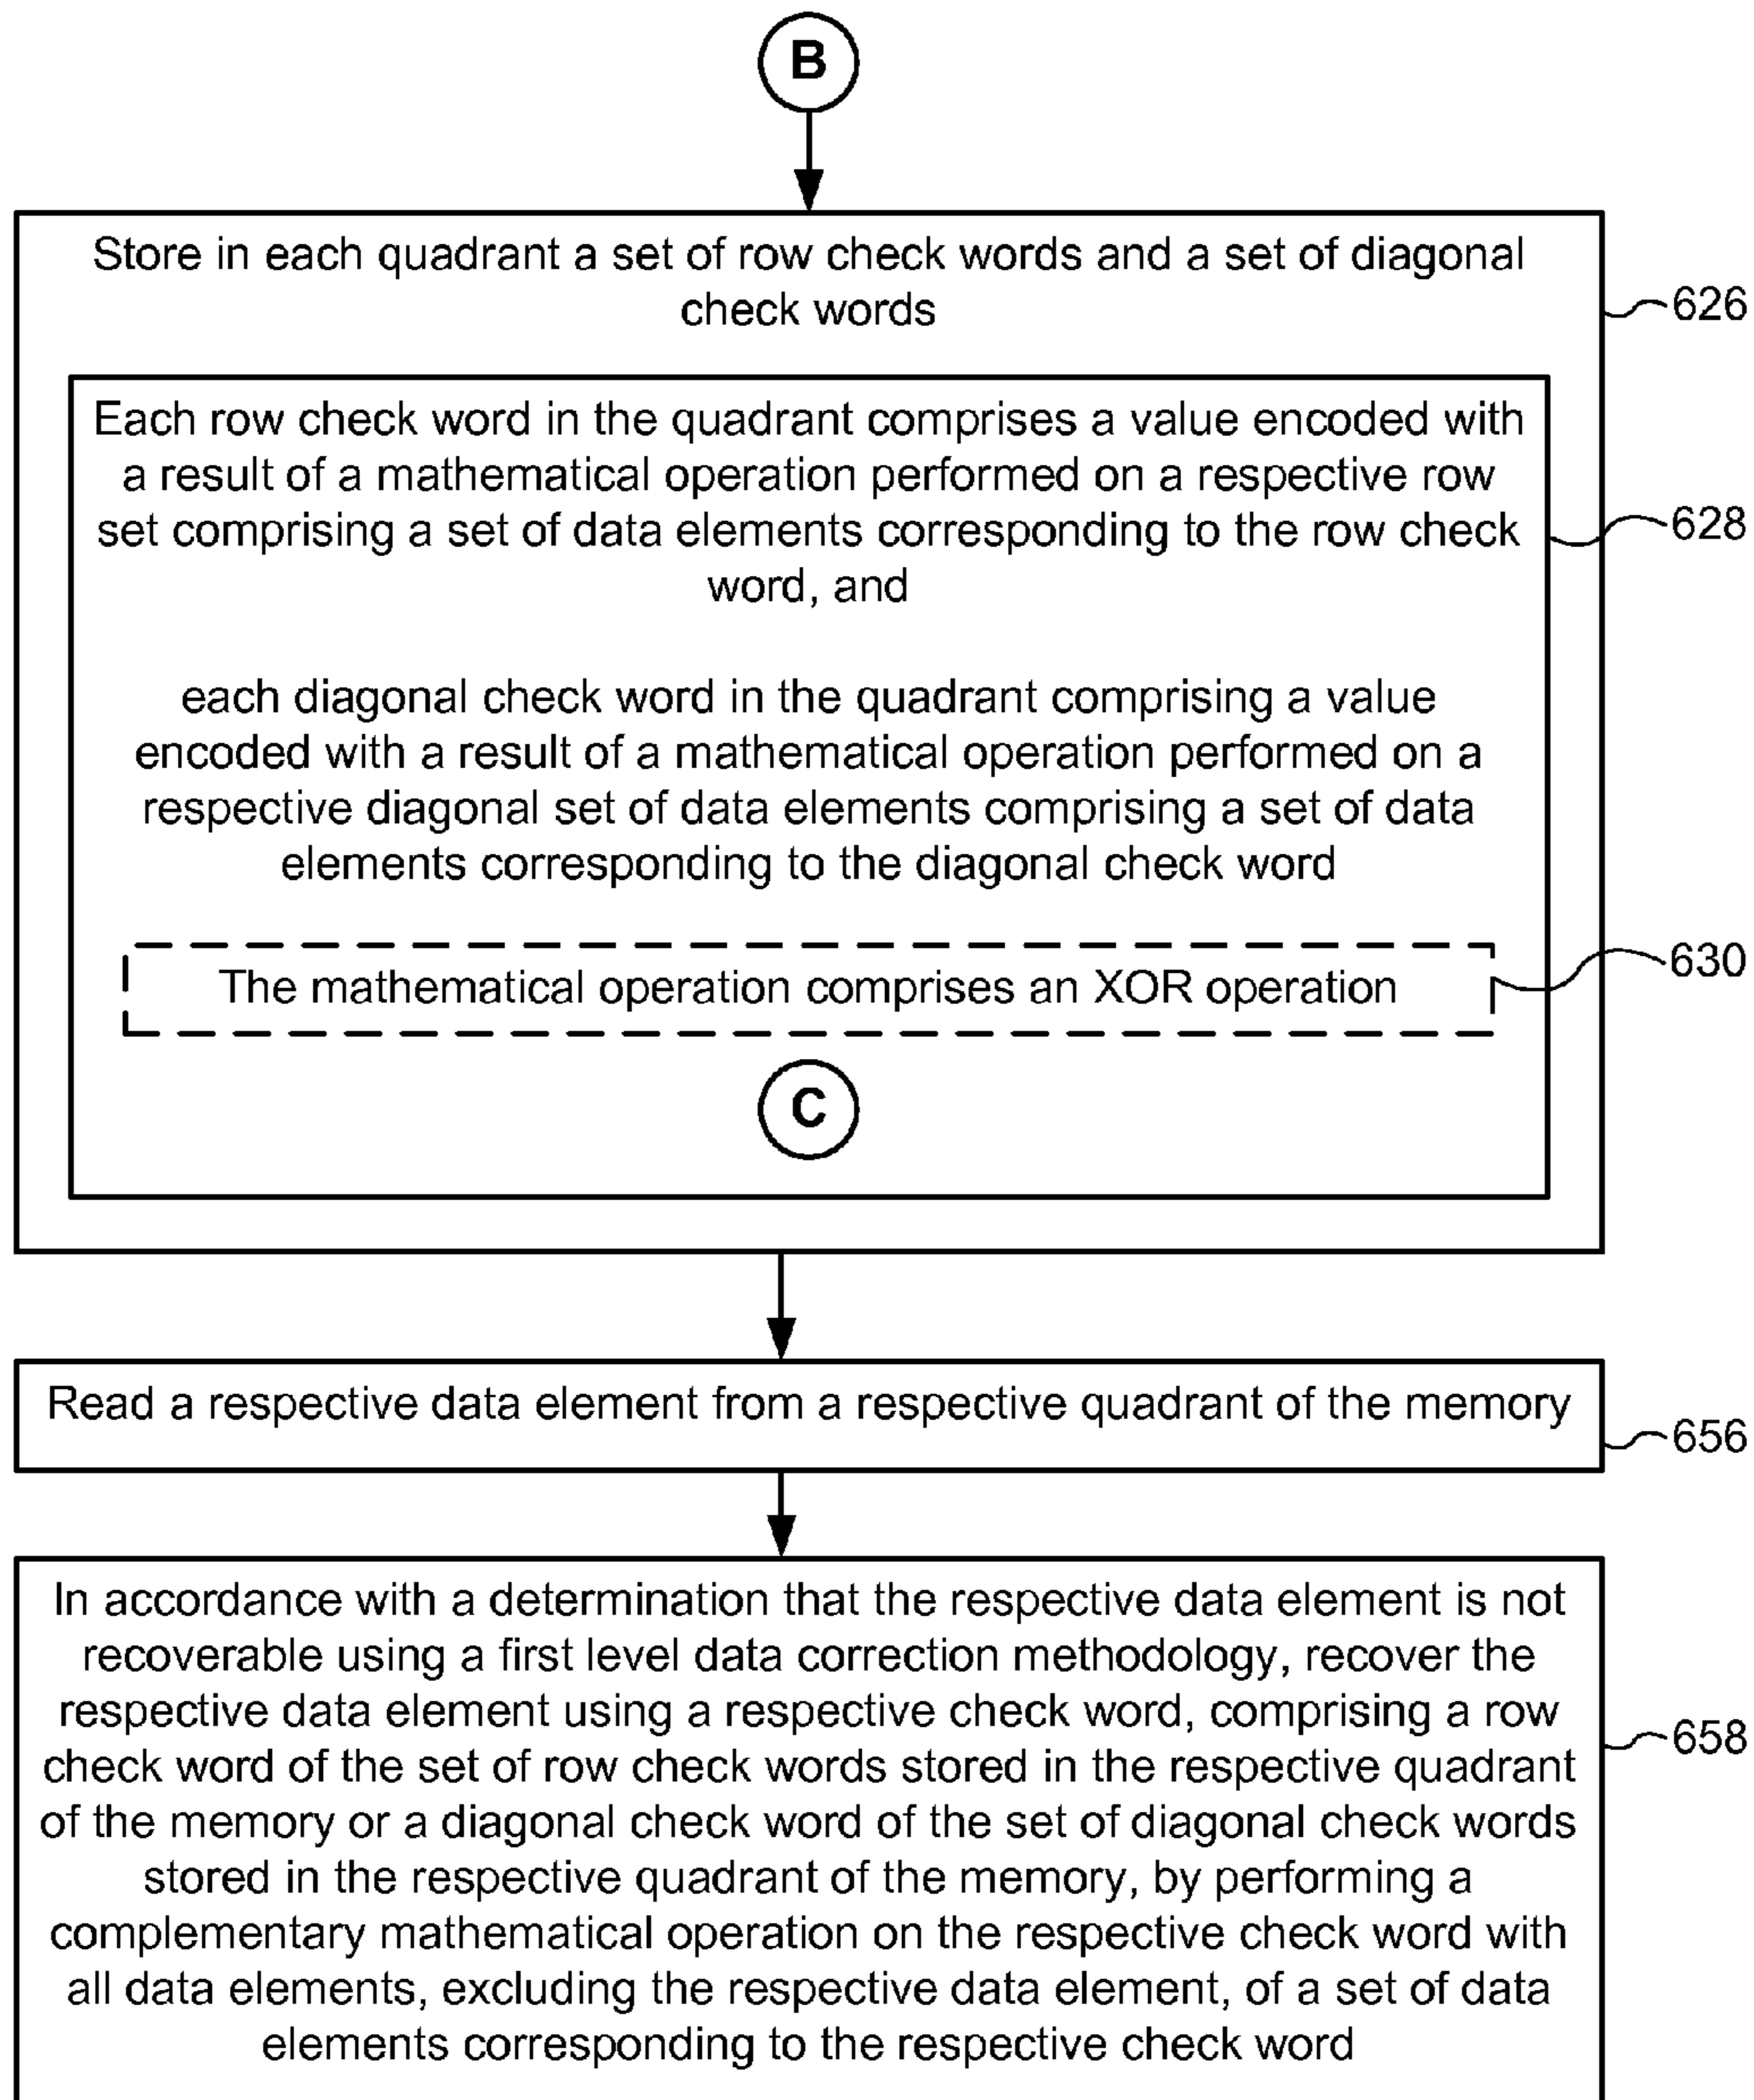 B
Store in each quadrant a set of row check words and a set of diagonal
check words
626
Each row check word in the quadrant comprises a value encoded with
a result of a mathematical operation performed on a respective row
set comprising a set of data elements corresponding to the row check
word, and
628
each diagonal check word in the quadrant comprising a value
encoded with a result of a mathematical operation performed on a
respective diagonal set of data elements comprising a set of data
elements corresponding to the diagonal check word
The mathematical operation comprises an XOR operation
630
C
Read a respective data element from a respective quadrant of the memory
656
In accordance with a determination that the respective data element is not
recoverable using a first level data correction methodology, recover the
respective data element using a respective check word, comprising a row
check word of the set of row check words stored in the respective quadrant
of the memory or a diagonal check word of the set of diagonal check words
stored in the respective quadrant of the memory, by performing a
complementary mathematical operation on the respective check word with
all data elements, excluding the respective data element, of a set of data
elements corresponding to the respective check word
658